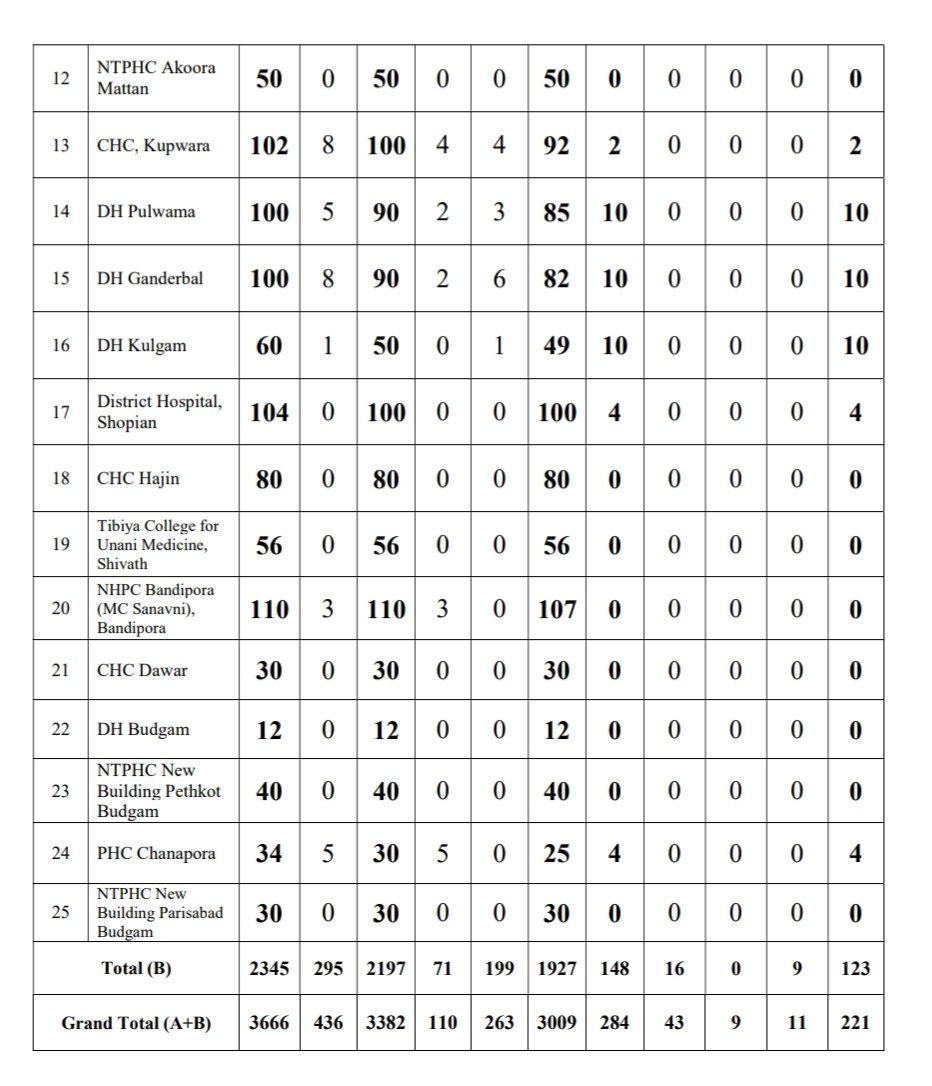 12 NTPHC Akoora Mattan 50 0 50 0 0 50 0 0 0 0 0
13 CHC, Kupwara 102 8 100 4 4 92 2 0 0 0 2
14 DH Pulwama 100 5 90 2 3 85 10 0 0 0 10
15 DH Ganderbal 100 8 90 2 6 82 10 0 0 0 10
16 DH Kulgam 60 1 50 0 1 49 10 0 0 0 10
17 District Hospital, Shopian 104 0 100 0 0 100 4 0 0 0 4
18 CHC Hajin 80 0 80 0 0 80 0 0 0 0 0
19 Tibiya College for Unani Medicine, Shivath 56 0 56 0 0 56 0 0 0 0 0
20 NHPC Bandipora (MC Sanavni), Bandipora 110 3 110 3 0 107 0 0 0 0 0
21 CHC Dawar 30 0 30 0 0 30 0 0 0 0 0
22 DH Budgam 12 0 12 0 0 12 0 0 0 0 0
23 NTPHC New Building Pethkot Budgam 40 0 40 0 0 40 0 0 0 0 0
24 PHC Chanapora 34 5 30 5 0 25 4 0 0 0 4
25 NTPHC New Building Parisabad Budgam 30 0 30 0 0 30 0 0 0 0 0
Total (B) 2345 295 2197 71 199 1927 148 16 0 9 123
Grand Total (A+B) 3666 436 3382 110 263 3009 284 43 9 11 221